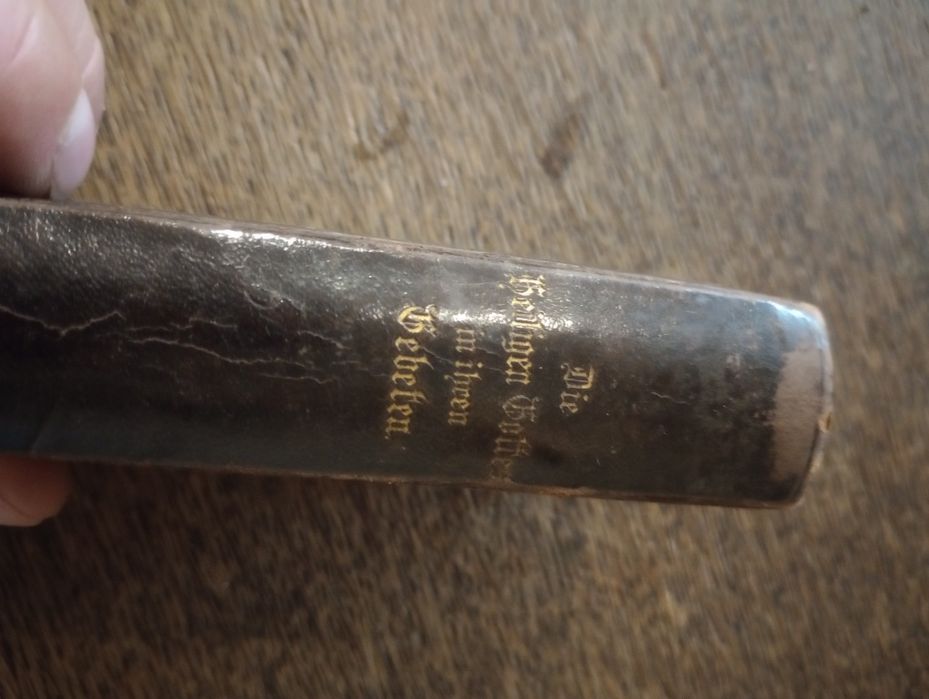 Die
Heiligen Gottes
in ihren
Gebeten.